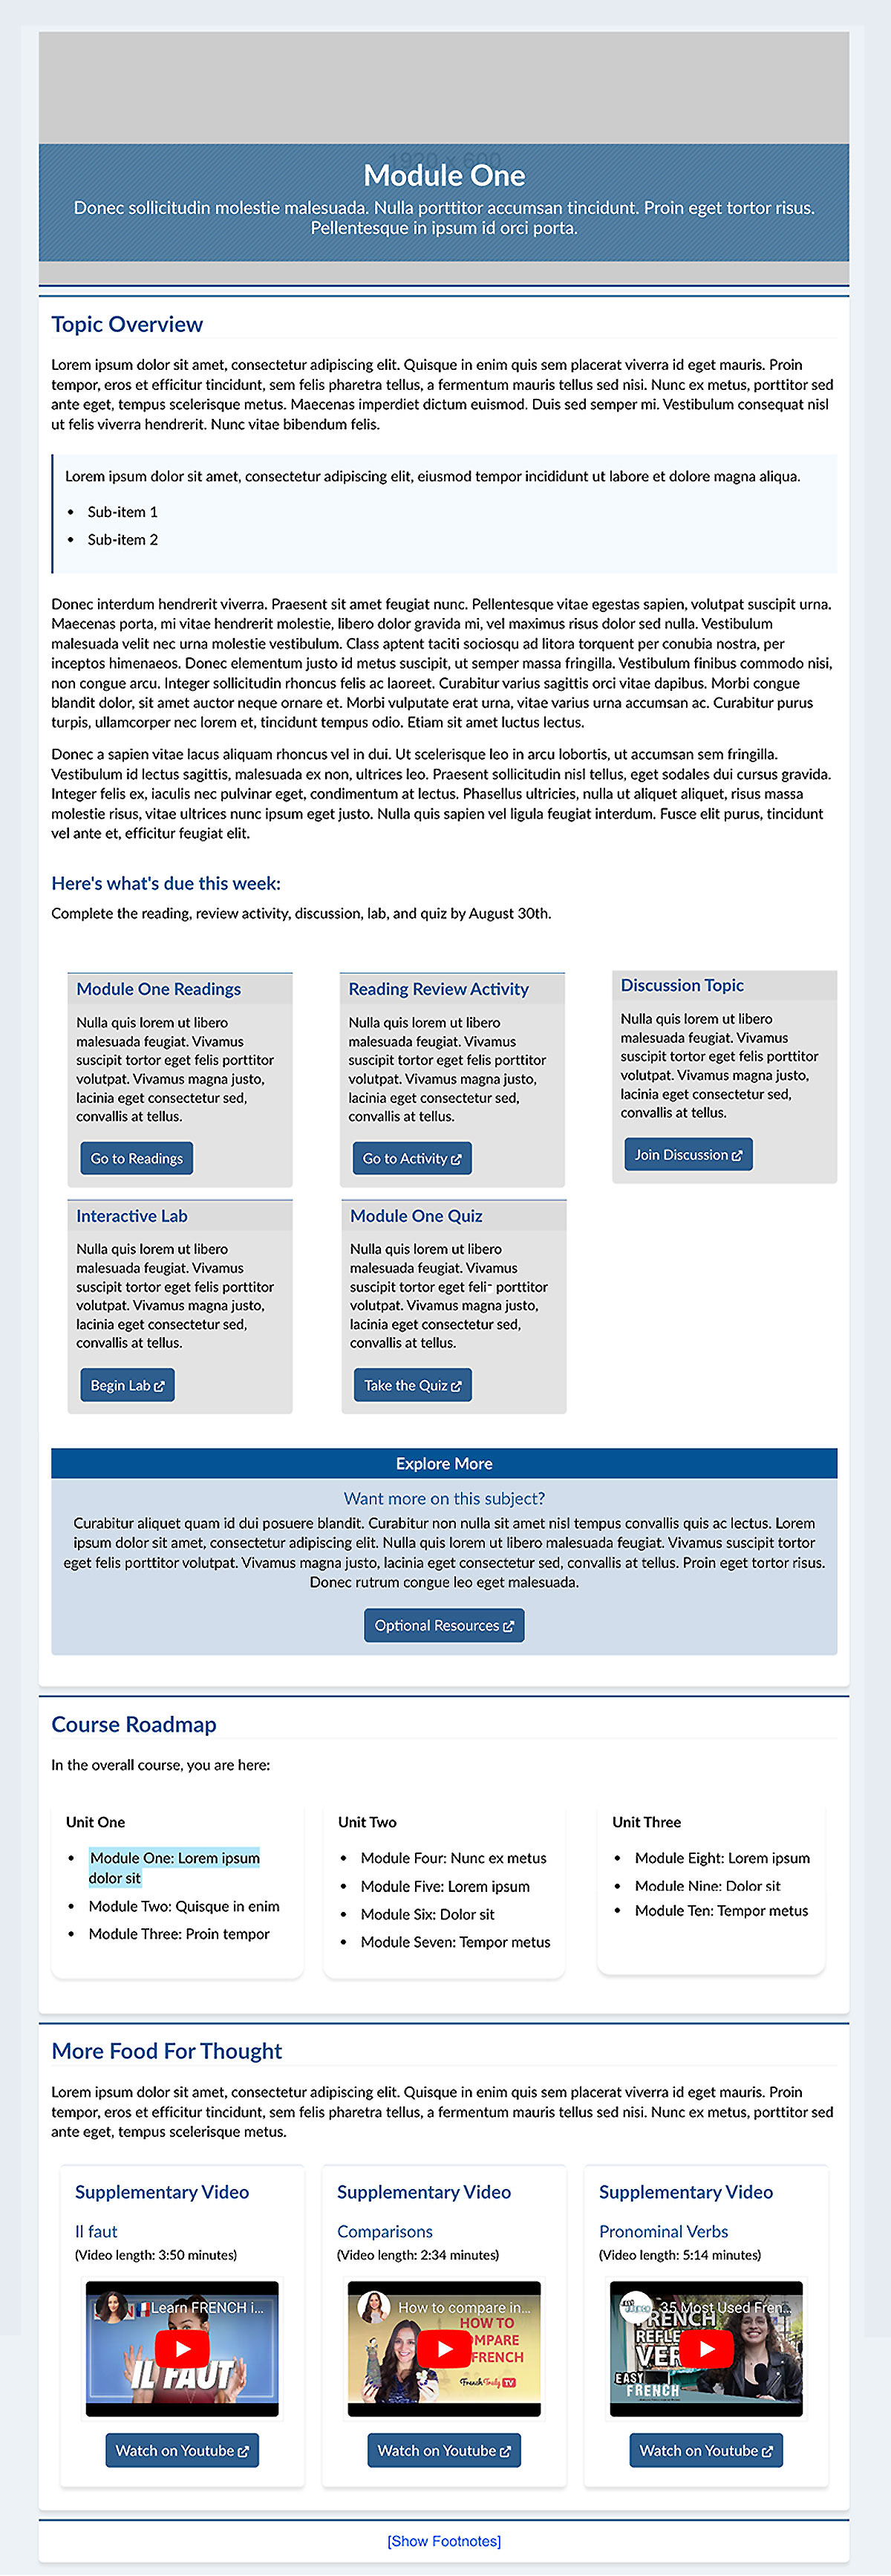 1920 x 600
Module One
Donec sollicitudin molestie malesuada. Nulla porttitor accumsan tincidunt. Proin eget tortor risus.
Pellentesque in ipsum id orci porta.
Topic Overview
Lorem ipsum dolor sit amet, consectetur adipiscing elit. Quisque in enim quis sem placerat viverra id eget mauris. Proin
tempor, eros et efficitur tincidunt, sem felis pharetra tellus, a fermentum mauris tellus sed nisi. Nunc ex metus, porttitor sed
ante eget, tempus scelerisque metus. Maecenas imperdiet dictum euismod. Duis sed semper mi. Vestibulum consequat nisl
ut felis viverra hendrerit. Nunc vitae bibendum felis.
Lorem ipsum dolor sit amet, consectetur adipiscing elit, eiusmod tempor incididunt ut labore et dolore magna aliqua.
• Sub-item 1
• Sub-item 2
Donec interdum hendrerit viverra. Praesent sit amet feugiat nunc. Pellentesque vitae egestas sapien, volutpat suscipit urna.
Maecenas porta, mi vitae hendrerit molestie, libero dolor gravida mi, vel maximus risus dolor sed nulla. Vestibulum
malesuada velit nec urna molestie vestibulum. Class aptent taciti sociosqu ad litora torquent per conubia nostra, per
inceptos himenaeos. Donec elementum justo id metus suscipit, ut semper massa fringilla. Vestibulum finibus commodo nisi,
non congue arcu. Integer sollicitudin rhoncus felis ac laoreet. Curabitur varius sagittis orci vitae dapibus. Morbi congue
blandit dolor, sit amet auctor neque ornare et. Morbi vulputate erat urna, vitae varius urna accumsan ac. Curabitur purus
turpis, ullamcorper nec lorem et, tincidunt tempus odio. Etiam sit amet luctus lectus.
Donec a sapien vitae lacus aliquam rhoncus vel in dui. Ut scelerisque leo in arcu lobortis, ut accumsan sem fringilla.
Vestibulum id lectus sagittis, malesuada ex non, ultrices leo. Praesent sollicitudin nisl tellus, eget sodales dui cursus gravida.
Integer felis ex, iaculis nec pulvinar eget, condimentum at lectus. Phasellus ultricies, nulla ut aliquet aliquet, risus massa
molestie risus, vitae ultrices nunc ipsum eget justo. Nulla quis sapien vel ligula feugiat interdum. Fusce elit purus, tincidunt
vel ante et, efficitur feugiat elit.
Here's what's due this week:
Complete the reading, review activity, discussion, lab, and quiz by August 30th.
Module One Readings
Nulla quis lorem ut libero
malesuada feugiat. Vivamus
suscipit tortor eget felis porttitor
volutpat. Vivamus magna justo,
lacinia eget consectetur sed,
convallis at tellus.
Go to Readings
Reading Review Activity
Nulla quis lorem ut libero
malesuada feugiat. Vivamus
suscipit tortor eget felis porttitor
volutpat. Vivamus magna justo,
lacinia eget consectetur sed,
convallis at tellus.
Go to Activity
Discussion Topic
Nulla quis lorem ut libero
malesuada feugiat. Vivamus
suscipit tortor eget felis porttitor
volutpat. Vivamus magna justo,
lacinia eget consectetur sed,
convallis at tellus.
Join Discussion
Interactive Lab
Nulla quis lorem ut libero
malesuada feugiat. Vivamus
suscipit tortor eget felis porttitor
volutpat. Vivamus magna justo,
lacinia eget consectetur sed,
convallis at tellus.
Begin Lab
Module One Quiz
Nulla quis lorem ut libero
malesuada feugiat. Vivamus
suscipit tortor eget porttitor
volutpat. Vivamus magna justo,
lacinia eget consectetur sed,
convallis at tellus.
Take the Quiz
Explore More
Want more on this subject?
Curabitur aliquet quam id dui posuere blandit. Curabitur non nulla sit amet nisl tempus convallis quis ac lectus. Lorem
ipsum dolor sit amet, consectetur adipiscing elit. Nulla quis lorem ut libero malesuada feugiat. Vivamus suscipit tortor
eget felis porttitor volutpat. Vivamus magna justo, lacinia eget consectetur sed, convallis at tellus. Proin eget tortor risus.
Donec rutrum congue leo eget malesuada.
Optional Resources
Course Roadmap
In the overall course, you are here:
Unit One
• Module One: Lorem ipsum
dolor sit
• Module Two: Quisque in enim
• Module Three: Proin tempor
Unit Two
• Module Four: Nunc ex metus
• Module Five: Lorem ipsum
• Module Six: Dolor sit
• Module Seven: Tempor metus
Unit Three
• Module Eight: Lorem ipsum
• Module Nine: Dolor sit
• Module Ten: Tempor metus
More Food For Thought
Lorem ipsum dolor sit amet, consectetur adipiscing elit. Quisque in enim quis sem placerat viverra id eget mauris. Proin
tempor, eros et efficitur tincidunt, sem felis pharetra tellus, a fermentum mauris tellus sed nisi. Nunc ex metus, porttitor sed
ante eget, tempus scelerisque metus.
Supplementary Video
Il faut
(Video length: 3:50 minutes)
Learn FRENCH i...
IL FAUT
Watch on Youtube
Supplementary Video
Comparisons
(Video length: 2:34 minutes)
How to compare in...
HOW TO
FRENCH
FrenchTruly TV
Watch on Youtube
Supplementary Video
Pronominal Verbs
(Video length: 5:14 minutes)
35 Most Used Fren...
FRENCH
EASY
FRENCH
Watch on Youtube
[Show Footnotes]